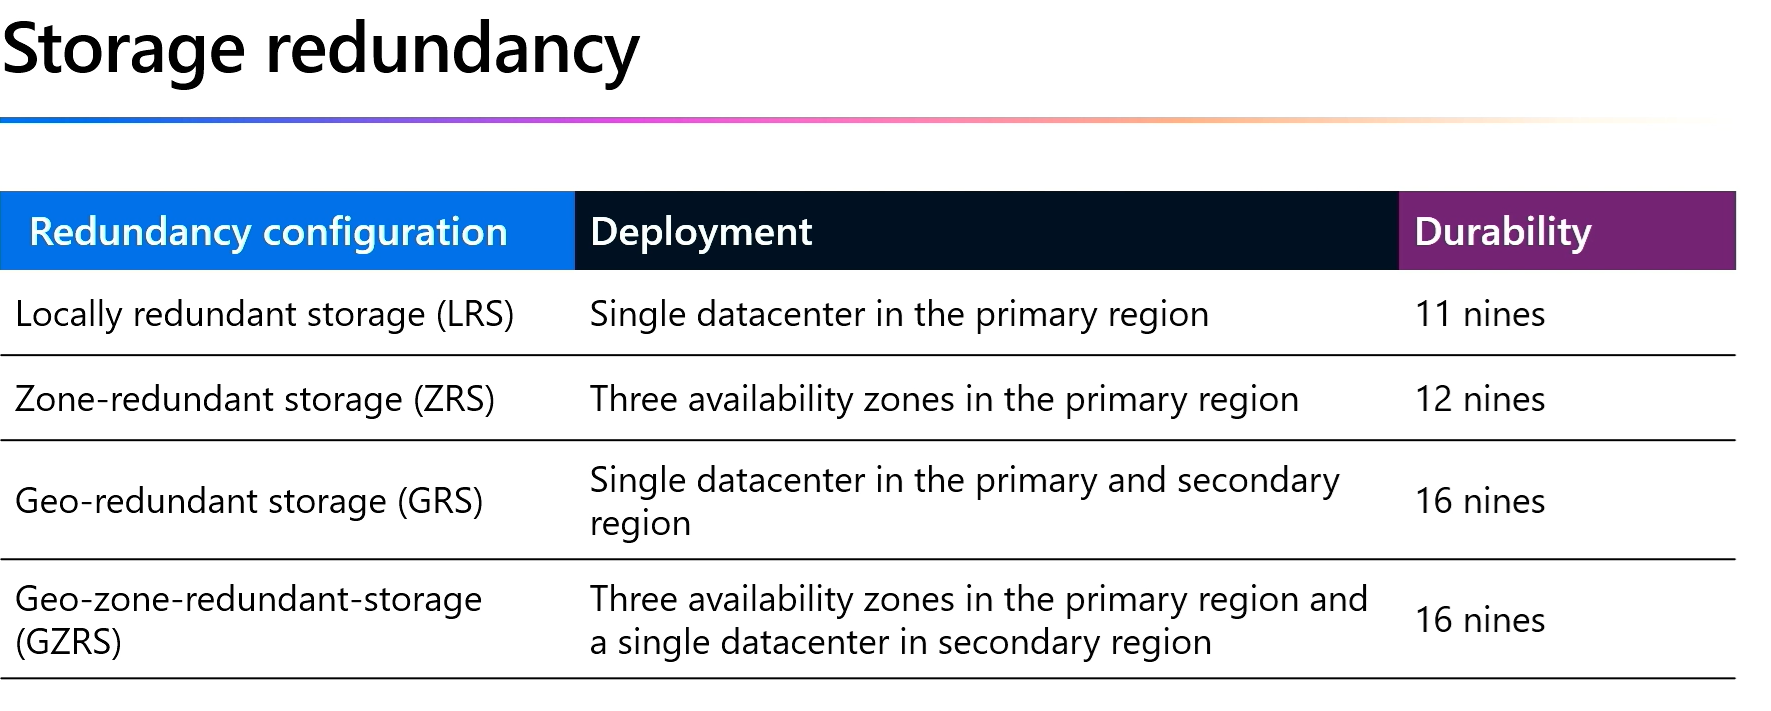 Storage redundancy
Redundancy configuration Deployment Durability
Locally redundant storage (LRS) Single datacenter in the primary region 11 nines
Zone-redundant storage (ZRS) Three availability zones in the primary region 12 nines
Geo-redundant storage (GRS) Single datacenter in the primary and secondary
region 16 nines
Geo-zone-redundant-storage Three availability zones in the primary region and
(GZRS) a single datacenter in secondary region 16 nines